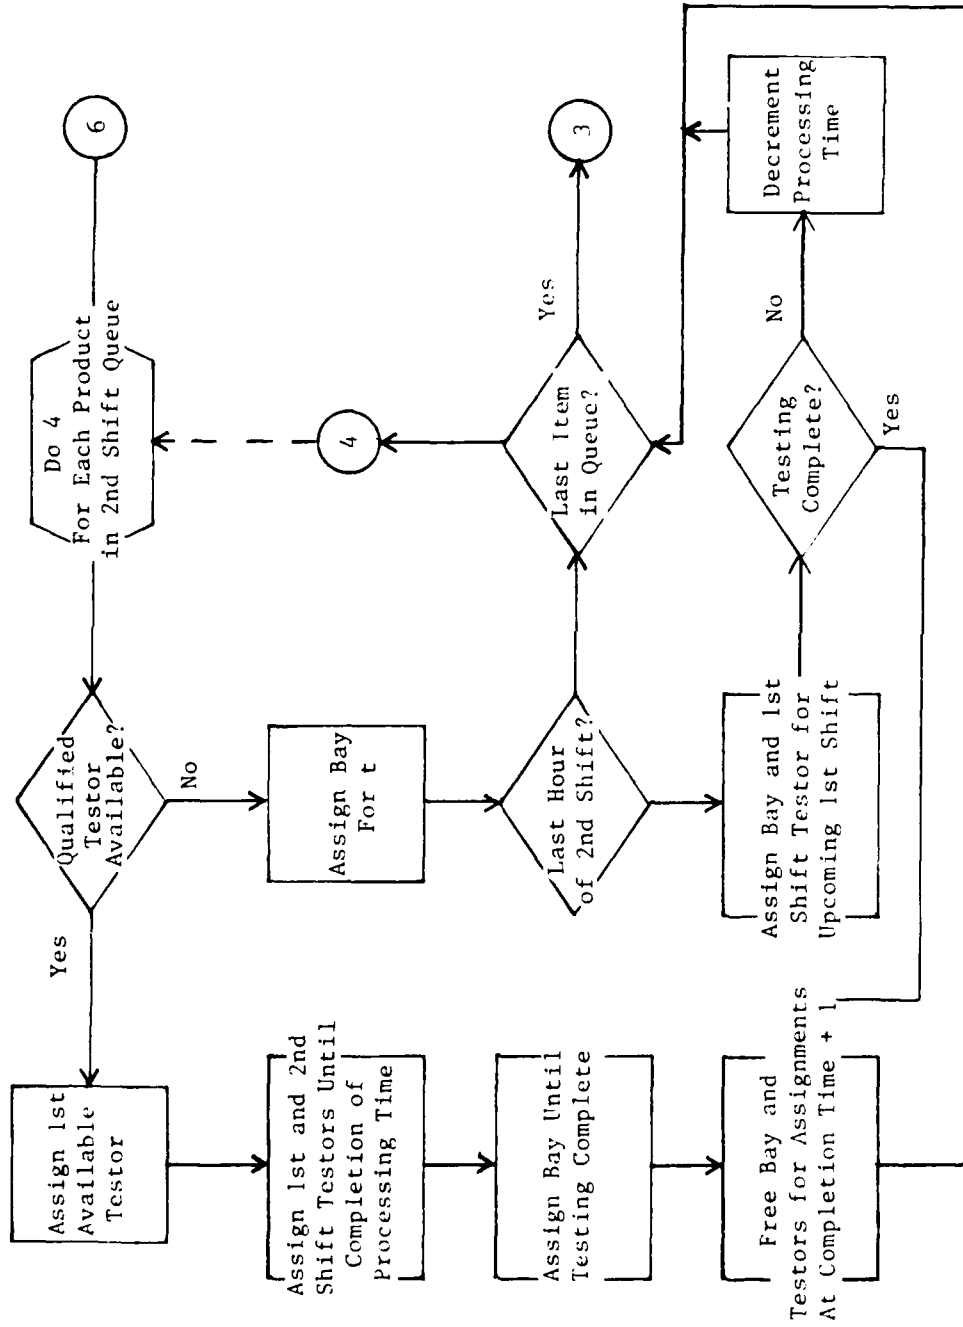 6
Do 4
For Each Product
in 2nd Shift Queue
Qualified
Testor
Available?
Yes
No
Assign 1st
Available
Testor
Assign 1st and 2nd
Shift Testors Until
Completion of
Processing Time
Assign Bay Until
Testing Complete
Free Bay and
Testors for Assignments
At Completion Time + 1
Assign Bay
For t
Last Hour
of 2nd Shift?
Assign Bay and 1st
Shift Testor for
Upcoming 1st Shift
4
Last Item
in Queue?
Yes
3
Testing
Complete?
No
Yes
Decrement
Processing
Time